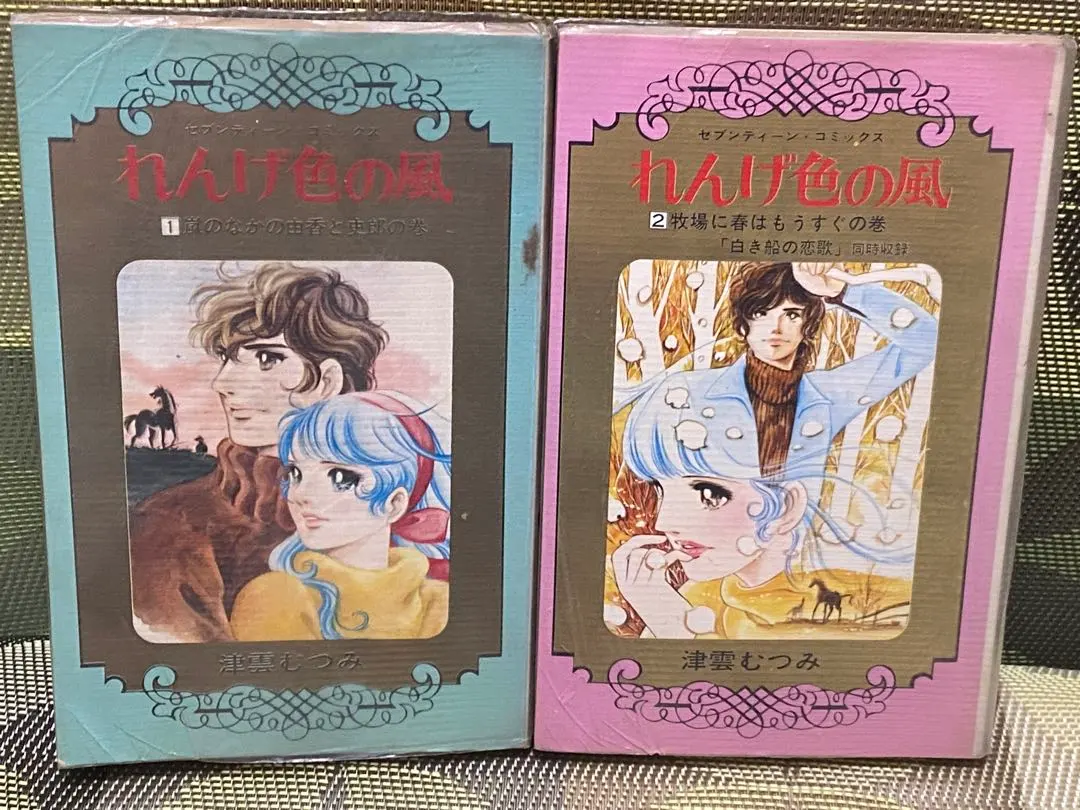 セブンティーン・コミックス
れんげ色の風
1 嵐のなかの由香と吏郎の巻
津雲むつみ
セブンティーン・コミックス
れんげ色の風
2 牧場に春はもうすぐの巻
「白き船の恋歌」同時収録
津雲むつみ